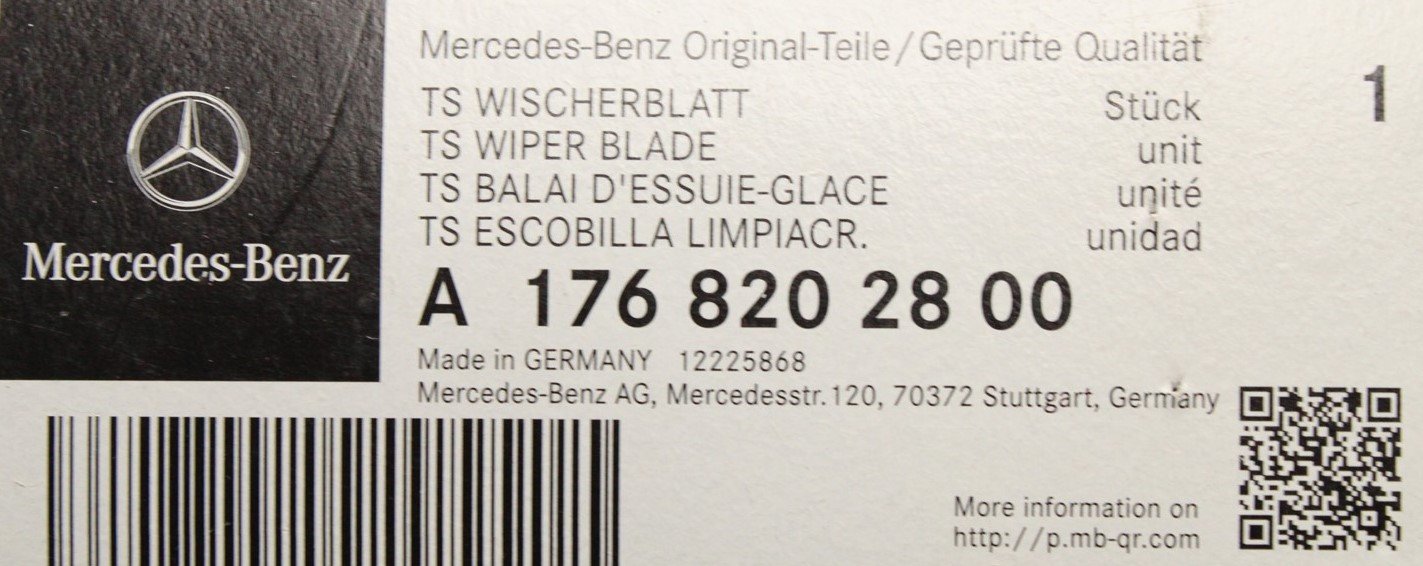 Mercedes-Benz
Mercedes-Benz Original-Teile/Geprüfte Qualität
TS WISCHERBLATT Stück 1
TS WIPER BLADE unit
TS BALAI D'ESSUIE-GLACE unité
TS ESCOBILLA LIMPIACR. unidad
A 176 820 28 00
Made in GERMANY 12225868
Mercedes-Benz AG, Mercedesstr.120, 70372 Stuttgart, Germany
More information on
http://p.mb-qr.com